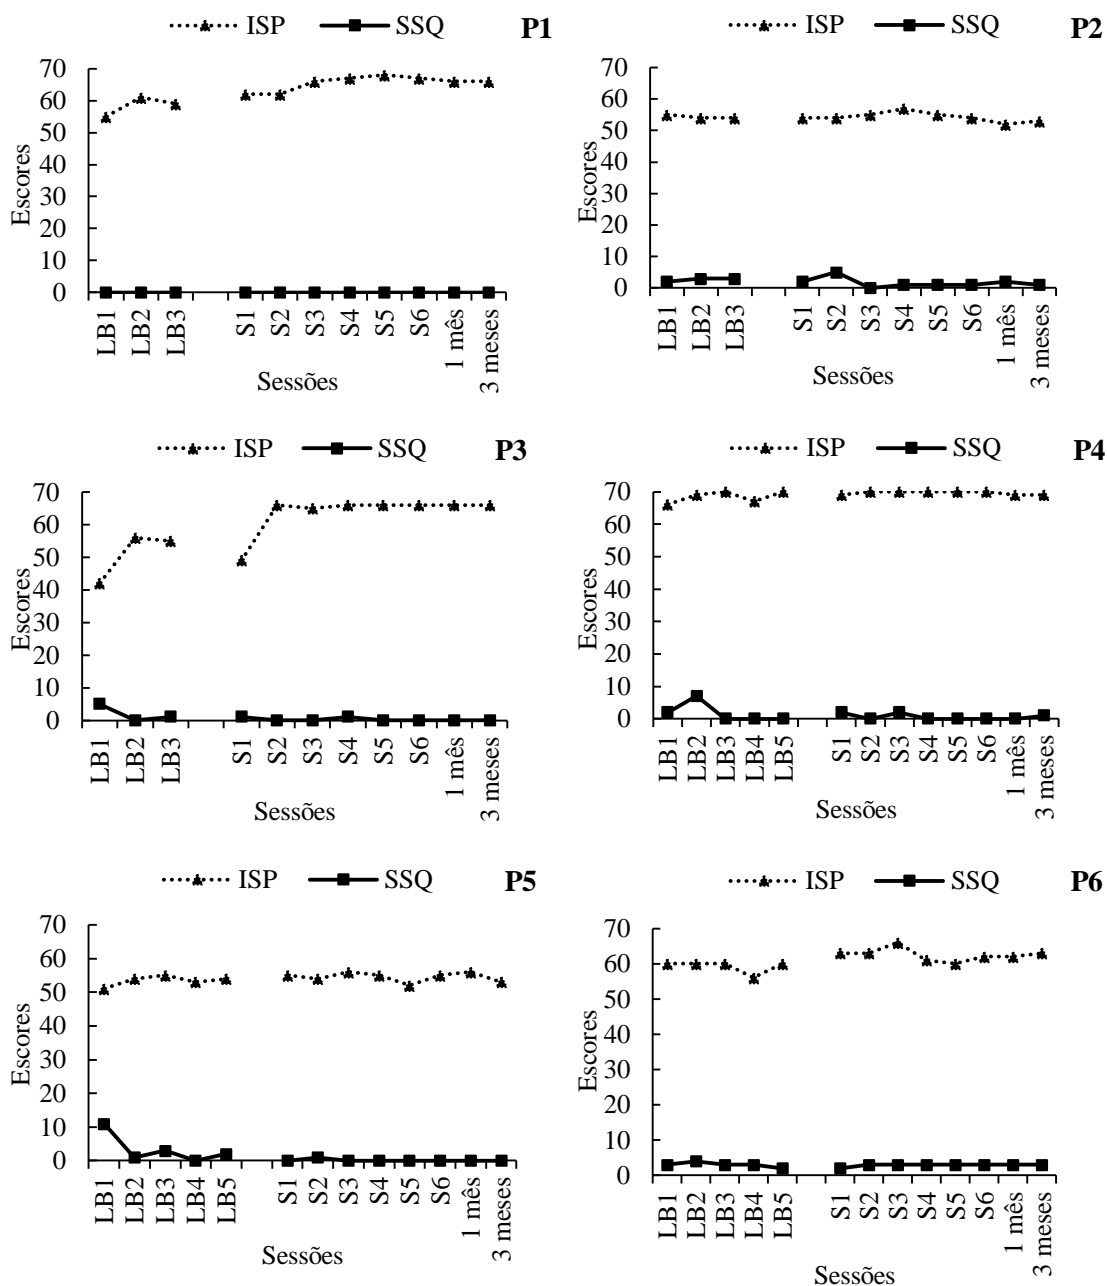 ISP SSQ P1
70
60
50
40
30
20
10
0
Escores
LB1 LB2 LB3 S1 S2 S3 S4 S5 S6 1 mês 3 meses
Sessões
ISP SSQ P2
70
60
50
40
30
20
10
0
Escores
LB1 LB2 LB3 S1 S2 S3 S4 S5 S6 1 mês 3 meses
Sessões
ISP SSQ P3
70
60
50
40
30
20
10
0
Escores
LB1 LB2 LB3 S1 S2 S3 S4 S5 S6 1 mês 3 meses
Sessões
ISP SSQ P4
70
60
50
40
30
20
10
0
Escores
LB1 LB2 LB3 LB4 LB5 S1 S2 S3 S4 S5 S6 1 mês 3 meses
Sessões
ISP SSQ P5
70
60
50
40
30
20
10
0
Escores
LB1 LB2 LB3 LB4 LB5 S1 S2 S3 S4 S5 S6 1 mês 3 meses
Sessões
ISP SSQ P6
70
60
50
40
30
20
10
0
Escores
LB1 LB2 LB3 LB4 LB5 S1 S2 S3 S4 S5 S6 1 mês 3 meses
Sessões